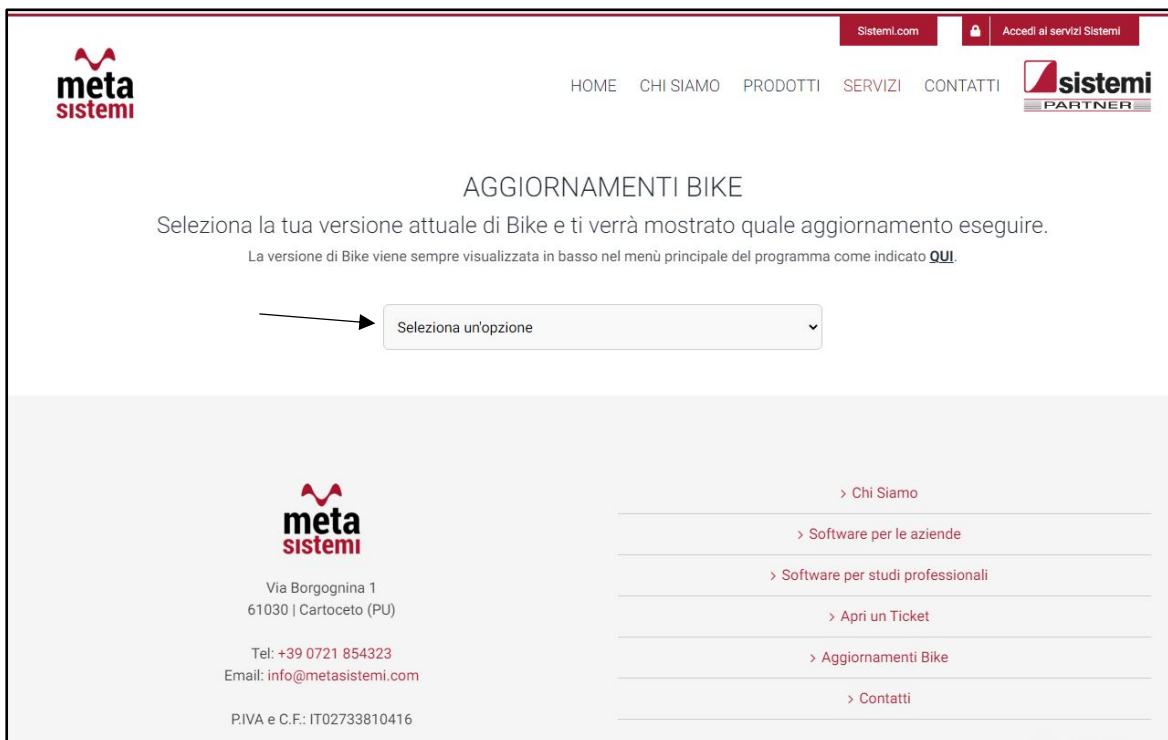 Sistemi.com
Accedi ai servizi Sistemi
meta
sistemi
HOME CHI SIAMO PRODOTTI SERVIZI CONTATTI
sistemi
PARTNER
AGGIORNAMENTI BIKE
Seleziona la tua versione attuale di Bike e ti verrà mostrato quale aggiornamento eseguire.
La versione di Bike viene sempre visualizzata in basso nel menù principale del programma come indicato QUI.
Seleziona un'opzione
meta
sistemi
Via Borgognina 1
61030 | Cartoceto (PU)
Tel: +39 0721 854323
Email: info@metasistemi.com
P.IVA e C.F.: IT02733810416
> Chi Siamo
> Software per le aziende
> Software per studi professionali
> Apri un Ticket
> Aggiornamenti Bike
> Contatti